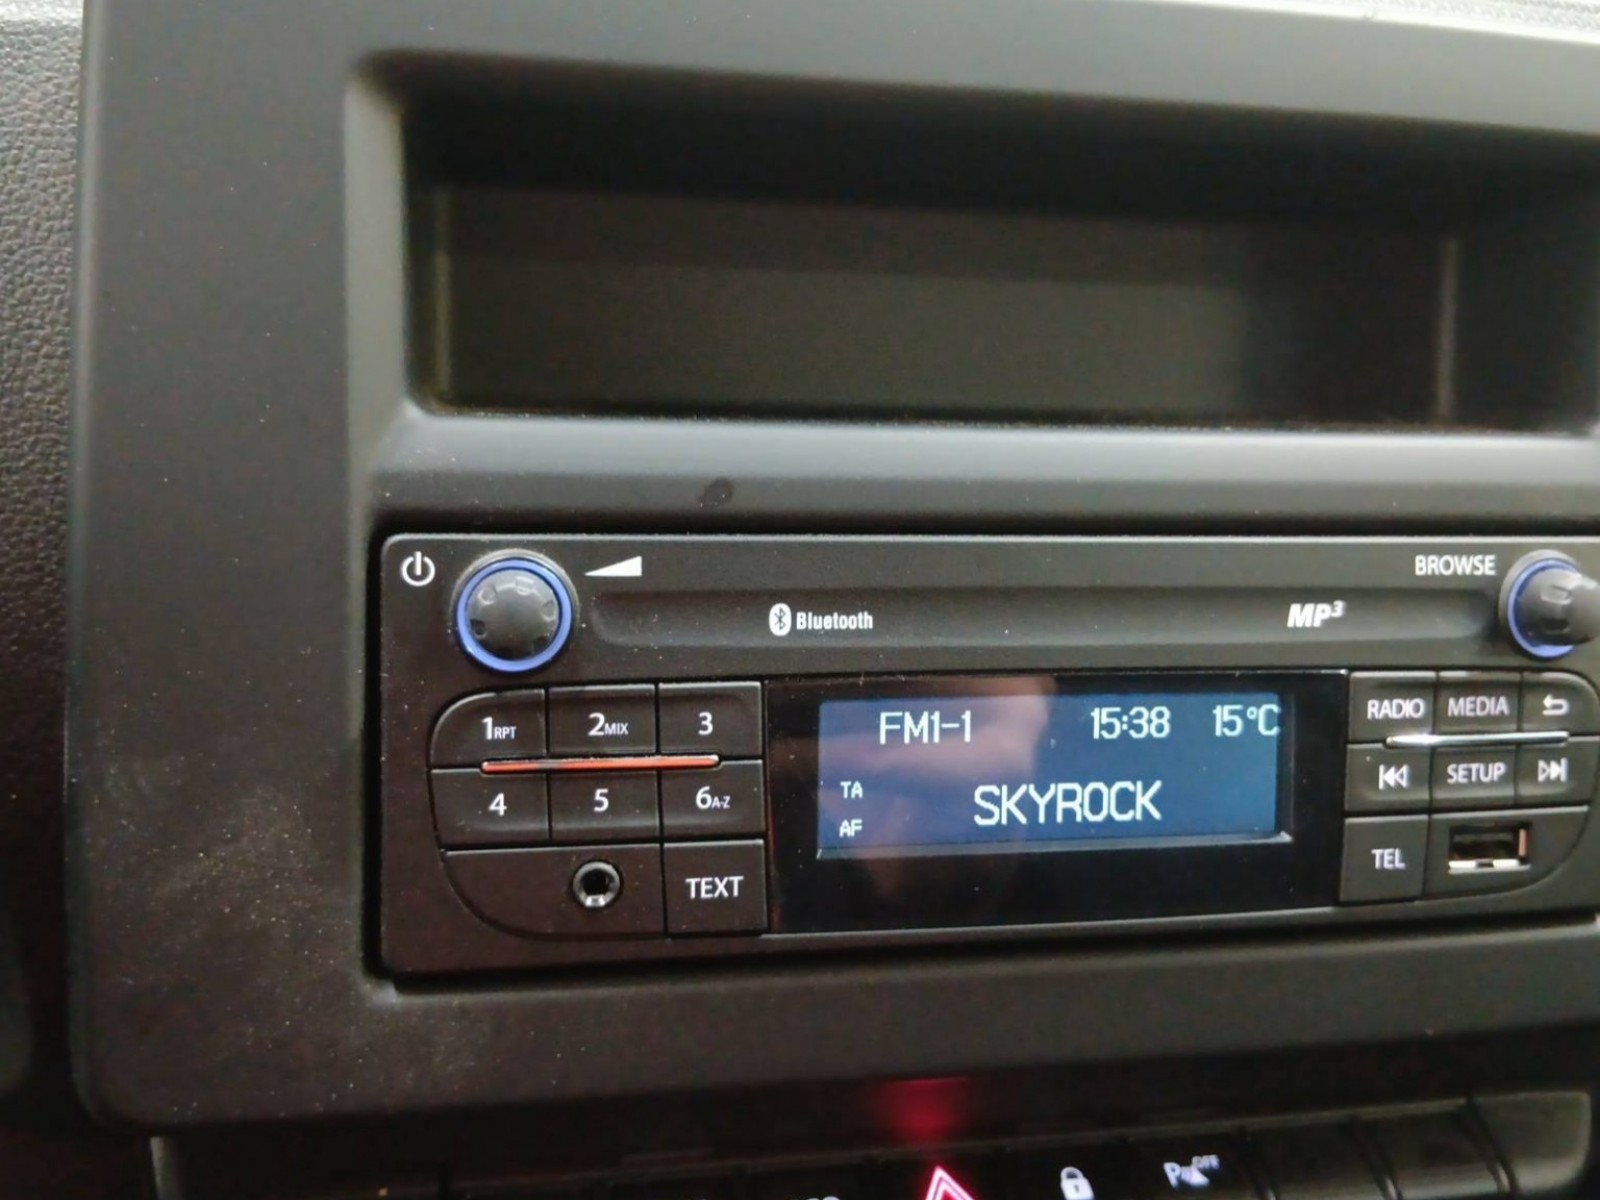 BROWSE
Bluetooth
MP3
1RPT 2MIX 3
FM1-1 15:38 15°C
RADIO MEDIA
4 5 6A-Z
TA
SKYROCK
AF
SETUP
TEXT
TEL
P OFF